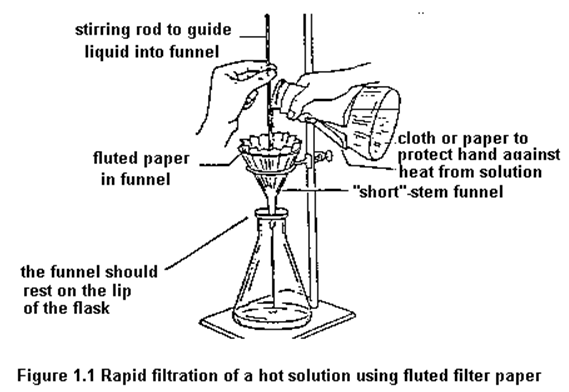 stirring rod to guide
liquid into funnel
fluted paper
in funnel
cloth or paper to
protect hand against
heat from solution
"short"-stem funnel
the funnel should
rest on the lip
of the flask
Figure 1.1 Rapid filtration of a hot solution using fluted filter paper